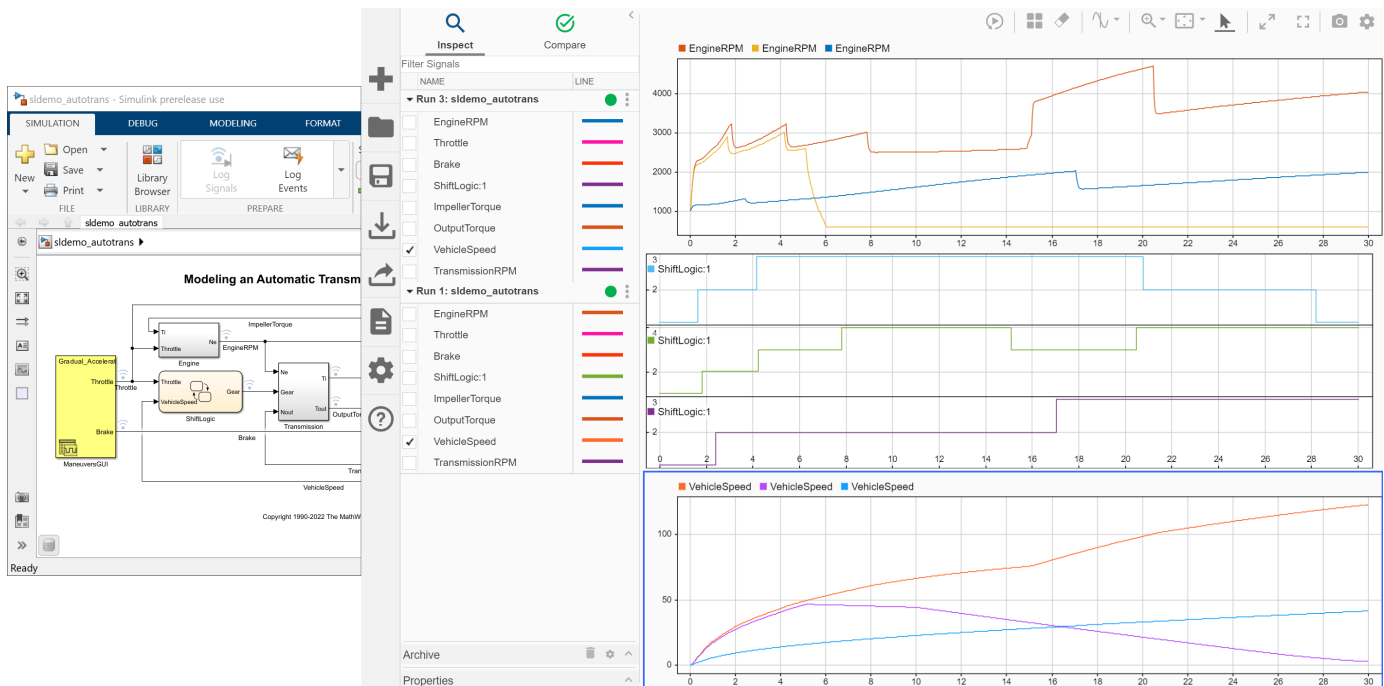 sldemo_autotrans - Simulink prerelease use
SIMULATION DEBUG MODELING FORMAT
New
Open
Save
Print
FILE
Library
Browser
LIBRARY
Log
Signals
Log
Events
PREPARE
sldemo_autotrans
sldemo_autotrans
Modeling an Automatic Transm
ImpellerTorque
Gradual_Accelerat
Throttle
Brake
ManeuversGUI
Throttle
Ti
Throttle
Ne
Engine
EngineRPM
Throttle
VehicleSpeed
Gear
ShiftLogic
Ne
Gear
Nout
Ti
Tout
Transmission
OutputTor
Brake
Tran
VehicleSpeed
Copyright 1990-2022 The MathW
Ready
Inspect Compare
Filter Signals
NAME LINE
Run 3: sldemo_autotrans
EngineRPM
Throttle
Brake
ShiftLogic:1
ImpellerTorque
OutputTorque
VehicleSpeed
TransmissionRPM
Run 1: sldemo_autotrans
EngineRPM
Throttle
Brake
ShiftLogic:1
ImpellerTorque
OutputTorque
VehicleSpeed
TransmissionRPM
Archive
Properties
EngineRPM EngineRPM EngineRPM
4000
3000
2000
1000
0 2 4 6 8 10 12 14 16 18 20 22 24 26 28 30
3
ShiftLogic:1
2
4
ShiftLogic:1
2
3
ShiftLogic:1
2
0 2 4 6 8 10 12 14 16 18 20 22 24 26 28 30
VehicleSpeed VehicleSpeed VehicleSpeed
100
50
0
0 2 4 6 8 10 12 14 16 18 20 22 24 26 28 30